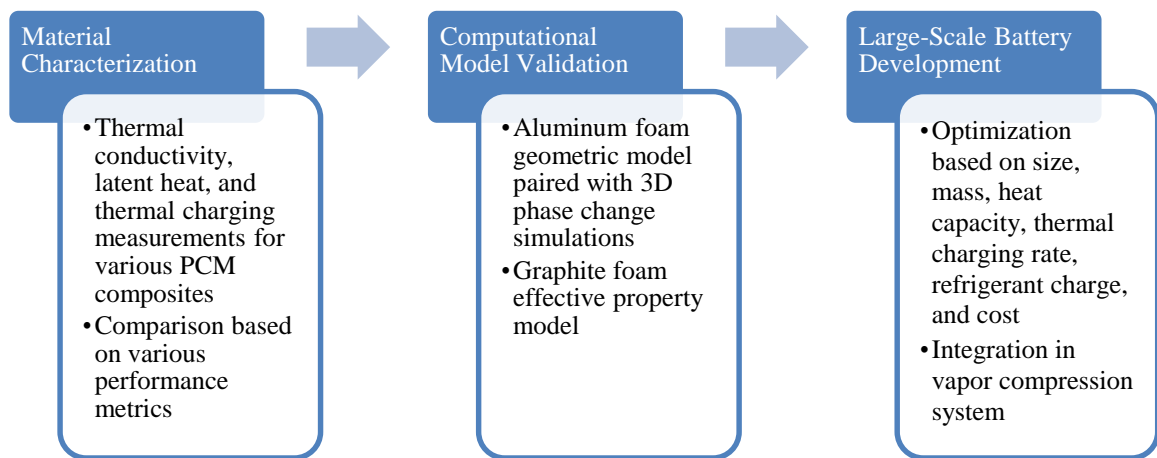 Material
Characterization
•Thermal
conductivity,
latent heat, and
thermal charging
measurements for
various PCM
composites
•Comparison based
on various
performance
metrics
Computational
Model Validation
•Aluminum foam
geometric model
paired with 3D
phase change
simulations
•Graphite foam
effective property
model
Large-Scale Battery
Development
•Optimization
based on size,
mass, heat
capacity, thermal
charging rate,
refrigerant charge,
and cost
•Integration in
vapor compression
system